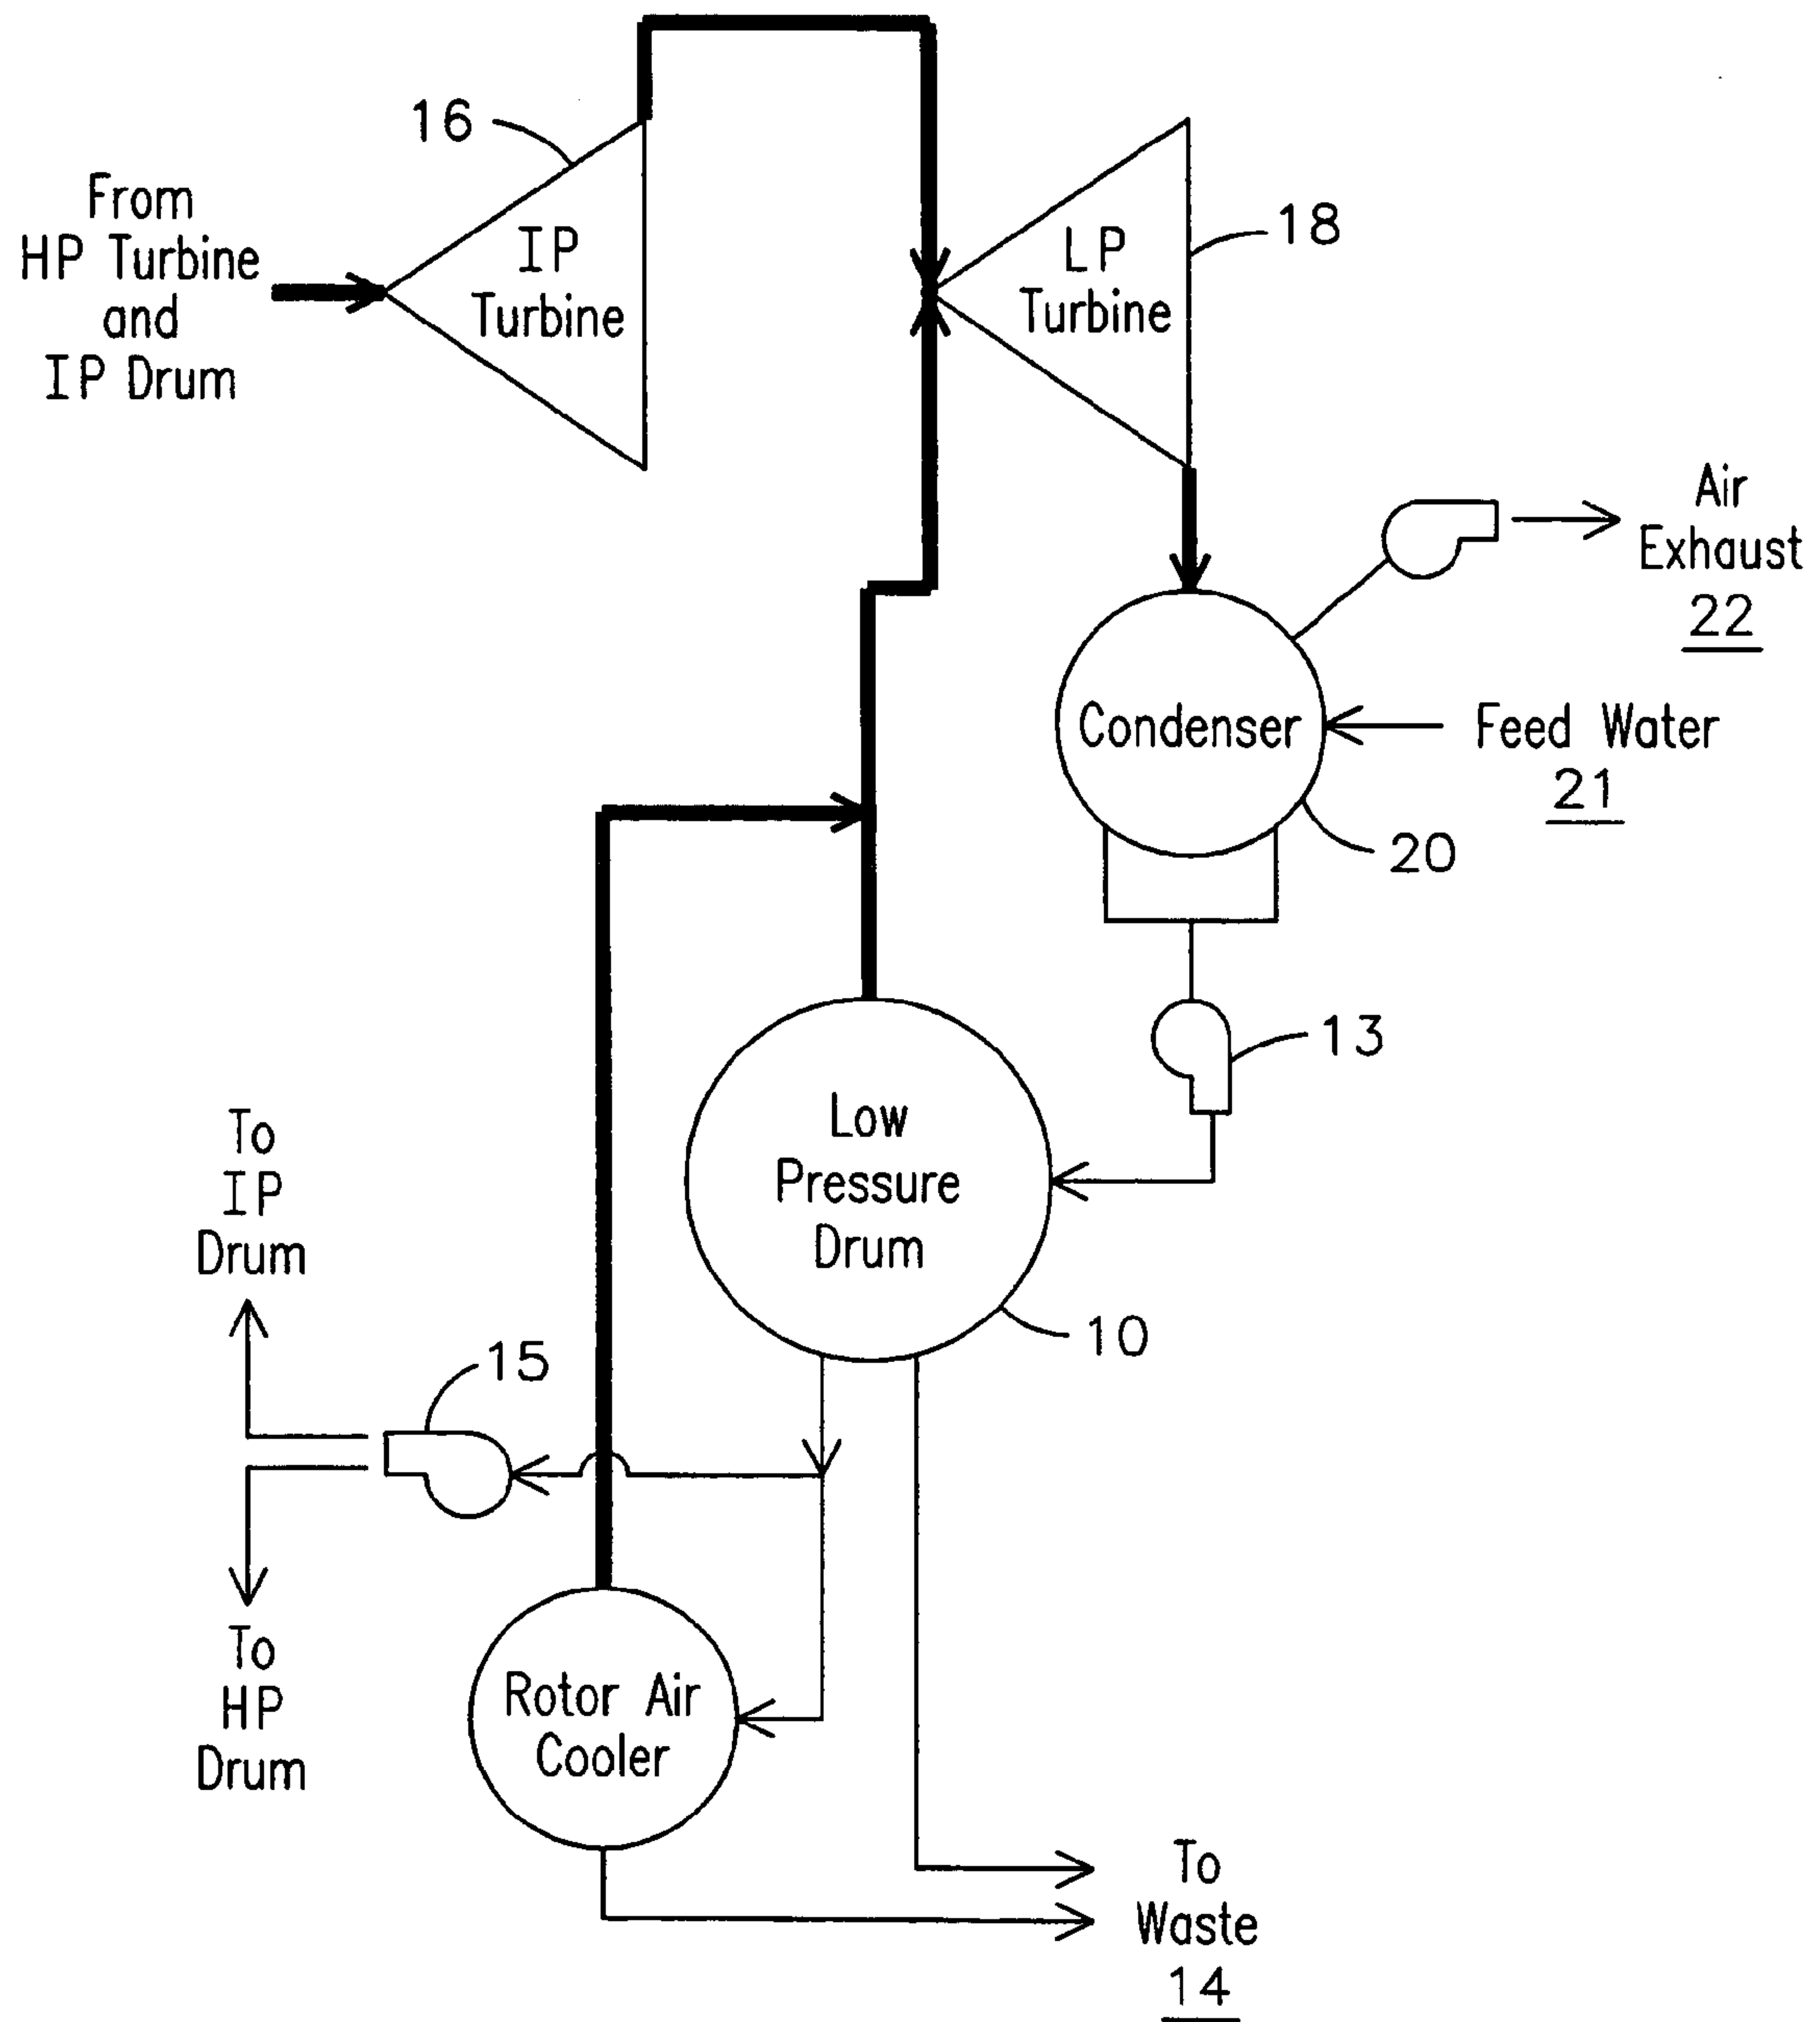 16
From
HP Turbine
and
IP Drum
IP
Turbine
LP
Turbine
18
Air
Exhaust
22
Condenser
Feed Water
21
20
13
Low
Pressure
Drum
10
To
IP
Drum
15
To
HP
Drum
Rotor Air
Cooler
To
Waste
14